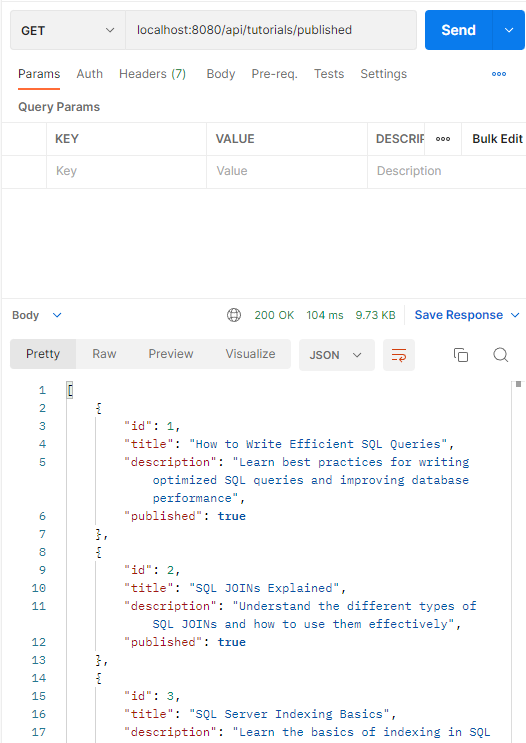 GET localhost:8080/api/tutorials/published Send
Params Auth Headers (7) Body Pre-req. Tests Settings
Query Params
KEY VALUE DESCRIF Bulk Edit
Key Value Description
Body 200 OK 104 ms 9.73 KB Save Response
Pretty Raw Preview Visualize JSON
1 [
2 {
3 "id": 1,
4 "title": "How to Write Efficient SQL Queries",
5 "description": "Learn best practices for writing
optimized SQL queries and improving database
performance",
6 "published": true
7 },
8 {
9 "id": 2,
10 "title": "SQL JOINs Explained",
11 "description": "Understand the different types of
SQL JOINs and how to use them effectively",
12 "published": true
13 },
14 {
15 "id": 3,
16 "title": "SQL Server Indexing Basics",
17 "description": "Learn the basics of indexing in SQL